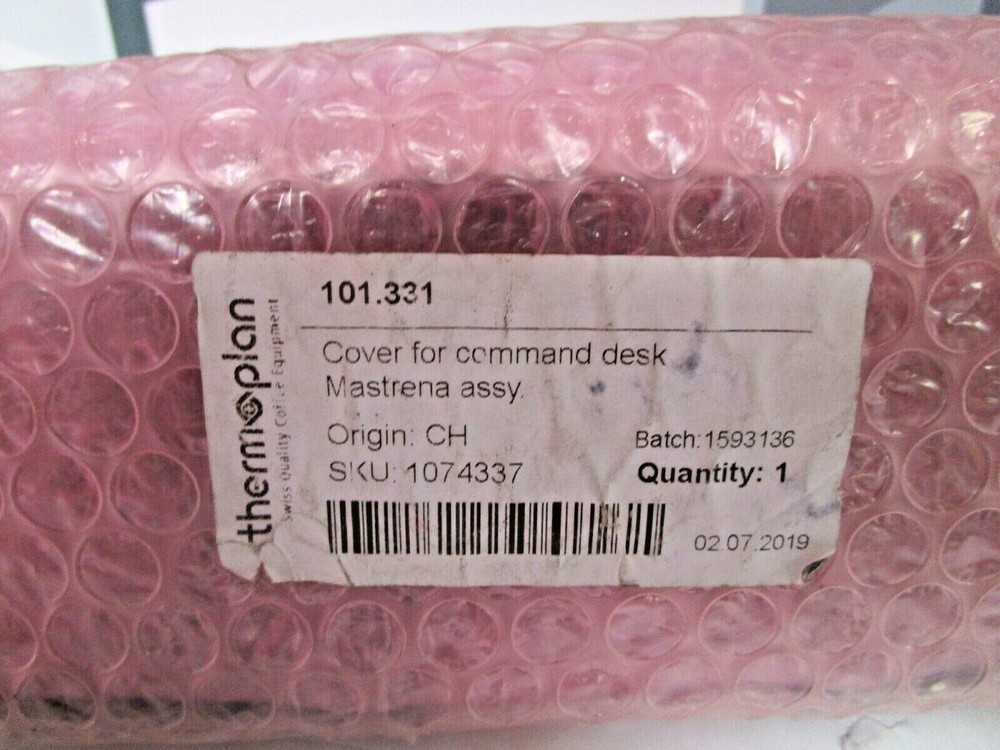 thermoplan
Swiss Quality Coffee Equipment
101.331
Cover for command desk
Mastrena assy.
Origin: CH
Batch:1593136
SKU: 1074337
Quantity: 1
02.07.2019